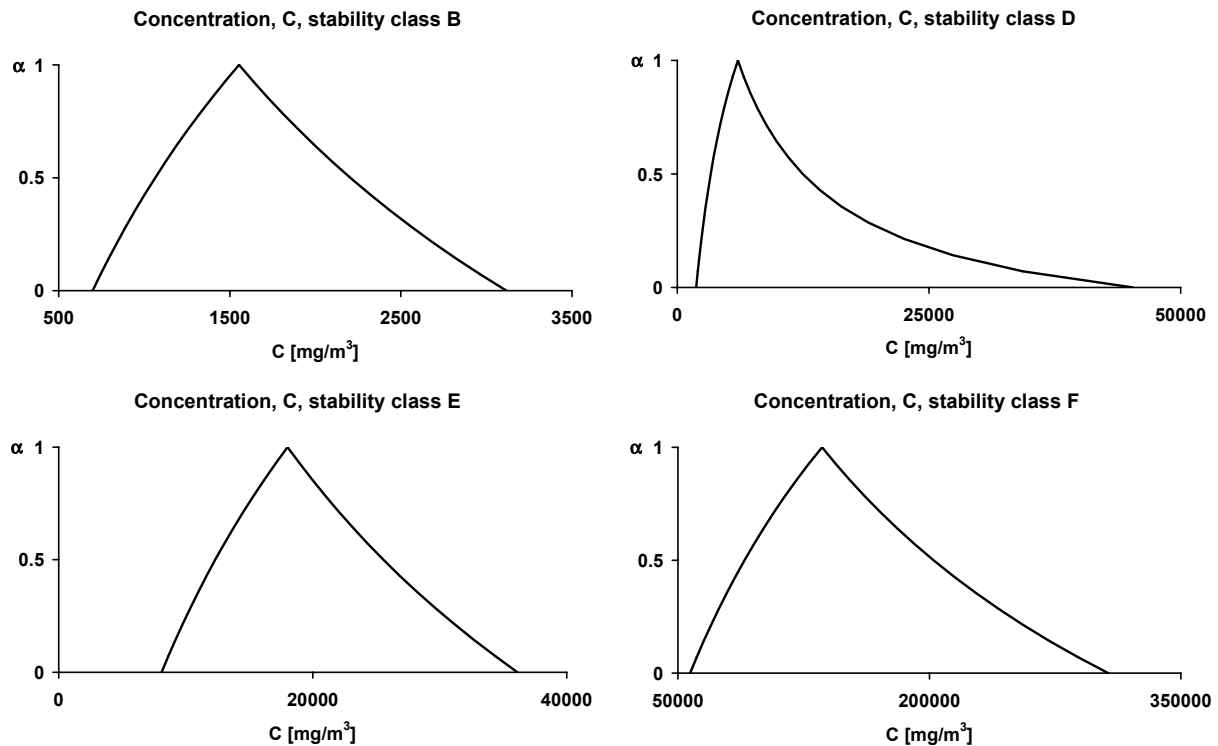 Concentration, C, stability class B
α 1
0.5
0
500 1500 2500 3500
C [mg/m³]
Concentration, C, stability class D
α 1
0.5
0
0 25000 50000
C [mg/m³]
Concentration, C, stability class E
α 1
0.5
0
0 20000 40000
C [mg/m³]
Concentration, C, stability class F
α 1
0.5
0
50000 200000 350000
C [mg/m³]